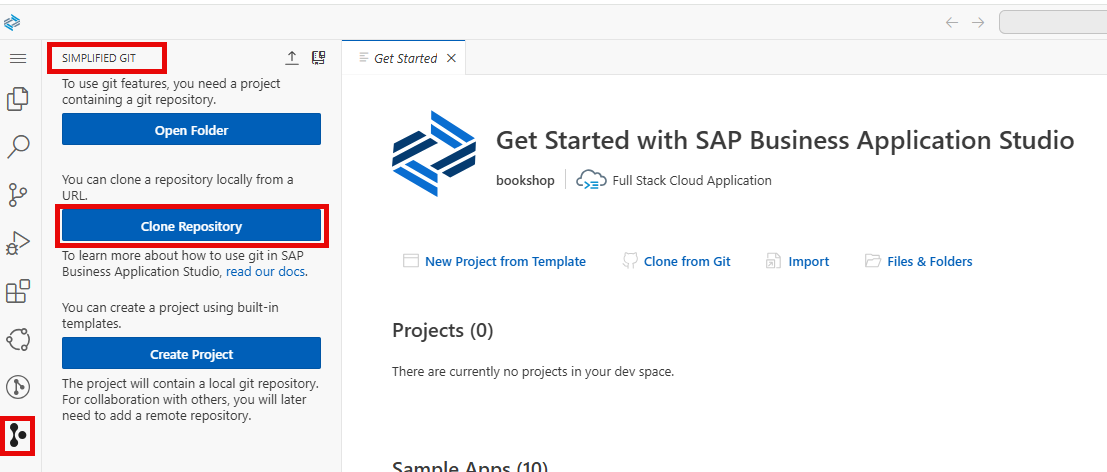 SIMPLIFIED GIT
To use git features, you need a project
containing a git repository.
Open Folder
You can clone a repository locally from a
URL.
Clone Repository
To learn more about how to use git in SAP
Business Application Studio, read our docs.
You can create a project using built-in
templates.
Create Project
The project will contain a local git repository.
For collaboration with others, you will later
need to add a remote repository.
Get Started
Get Started with SAP Business Application Studio
bookshop Full Stack Cloud Application
New Project from Template Clone from Git Import Files & Folders
Projects (0)
There are currently no projects in your dev space.
Sample Apps (10)